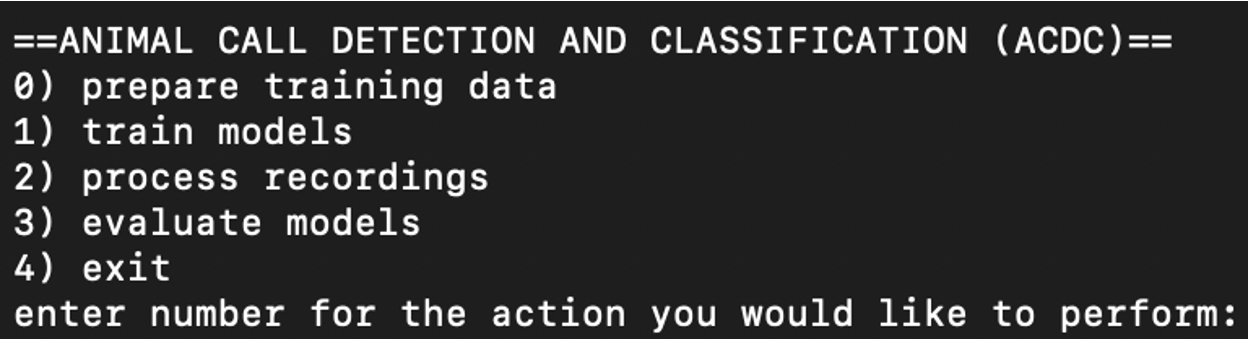 ==ANIMAL CALL DETECTION AND CLASSIFICATION (ACDC)==
0) prepare training data
1) train models
2) process recordings
3) evaluate models
4) exit
enter number for the action you would like to perform: